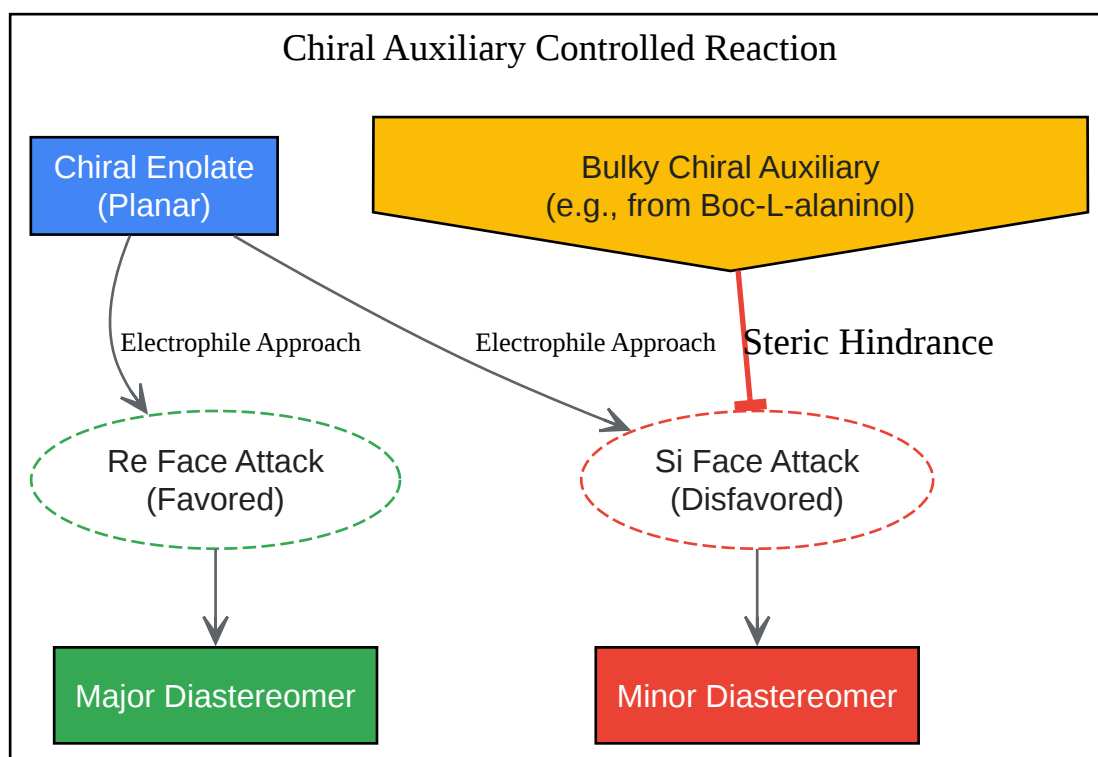 Chiral Auxiliary Controlled Reaction
Chiral Enolate
(Planar)
Bulky Chiral Auxiliary
(e.g., from Boc-L-alaninol)
Electrophile Approach
Electrophile Approach
Steric Hindrance
Re Face Attack
(Favored)
Si Face Attack
(Disfavored)
Major Diastereomer
Minor Diastereomer